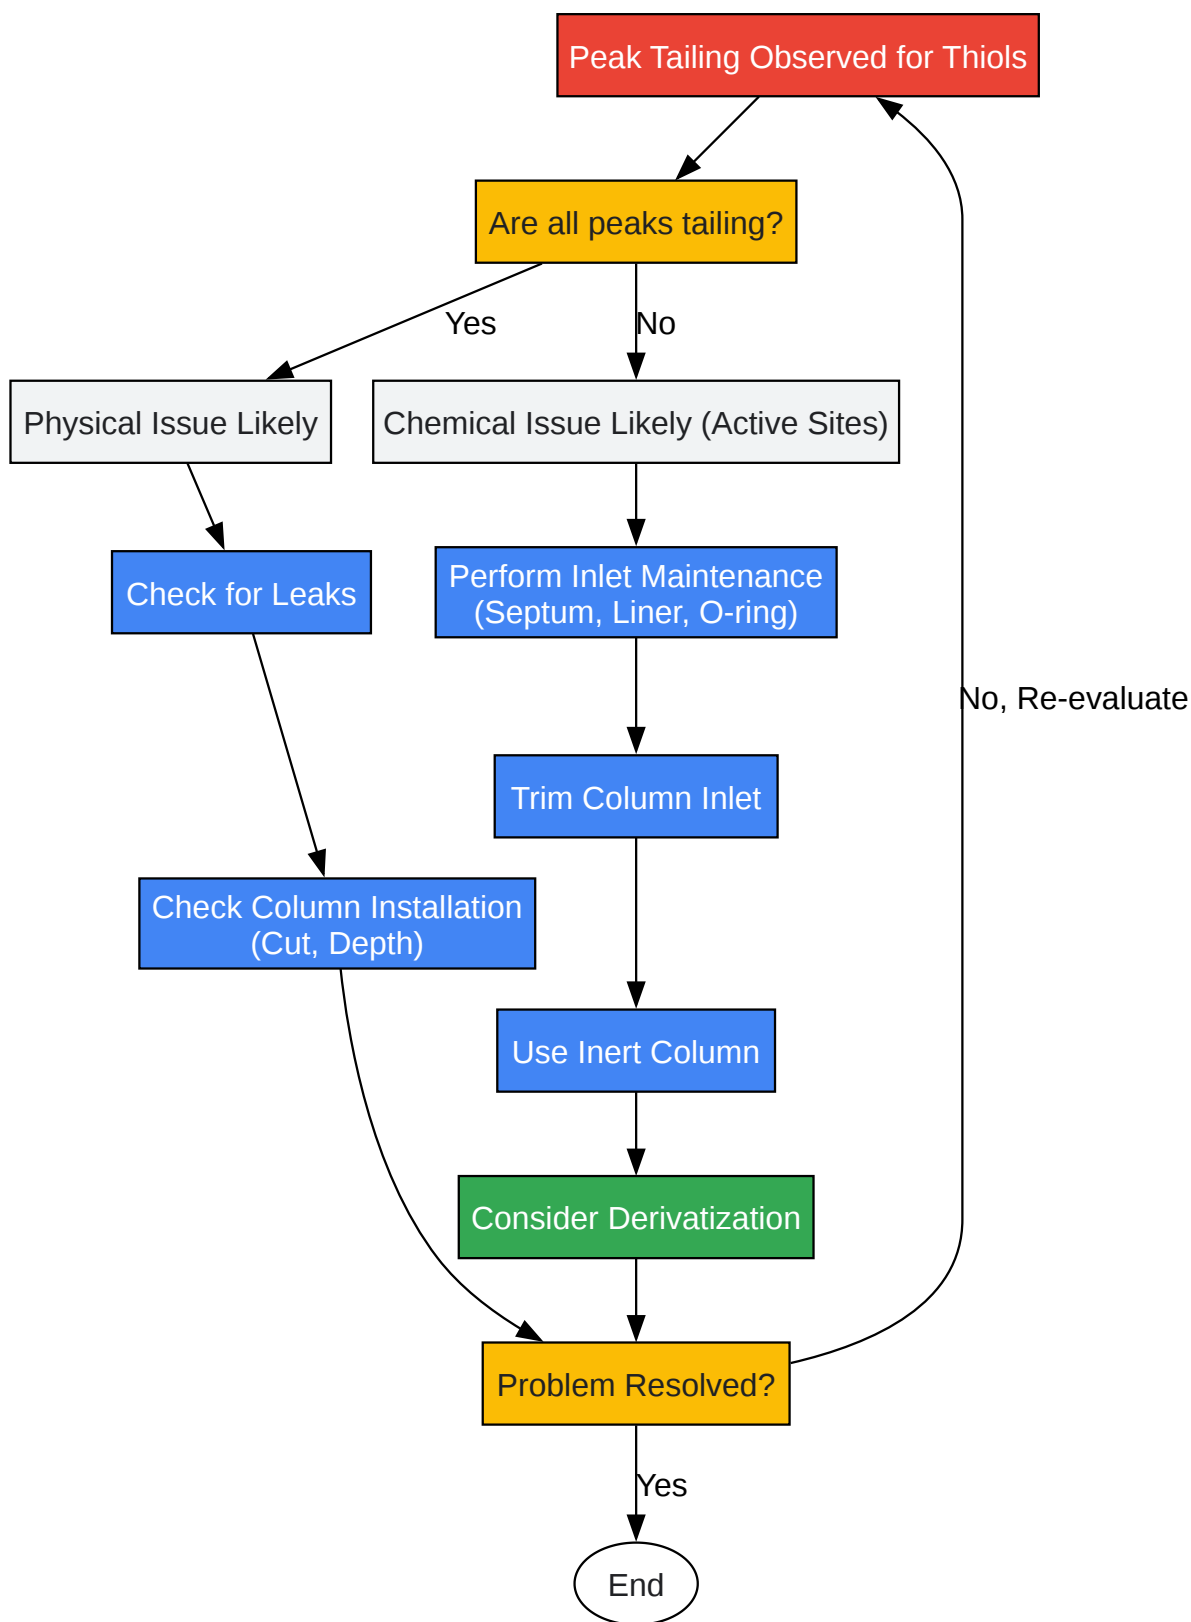 Peak Tailing Observed for Thiols
Are all peaks tailing?
Yes
No
Physical Issue Likely
Chemical Issue Likely (Active Sites)
Check for Leaks
Perform Inlet Maintenance
(Septum, Liner, O-ring)
No, Re-evaluate
Trim Column Inlet
Check Column Installation
(Cut, Depth)
Use Inert Column
Consider Derivatization
Problem Resolved?
Yes
End